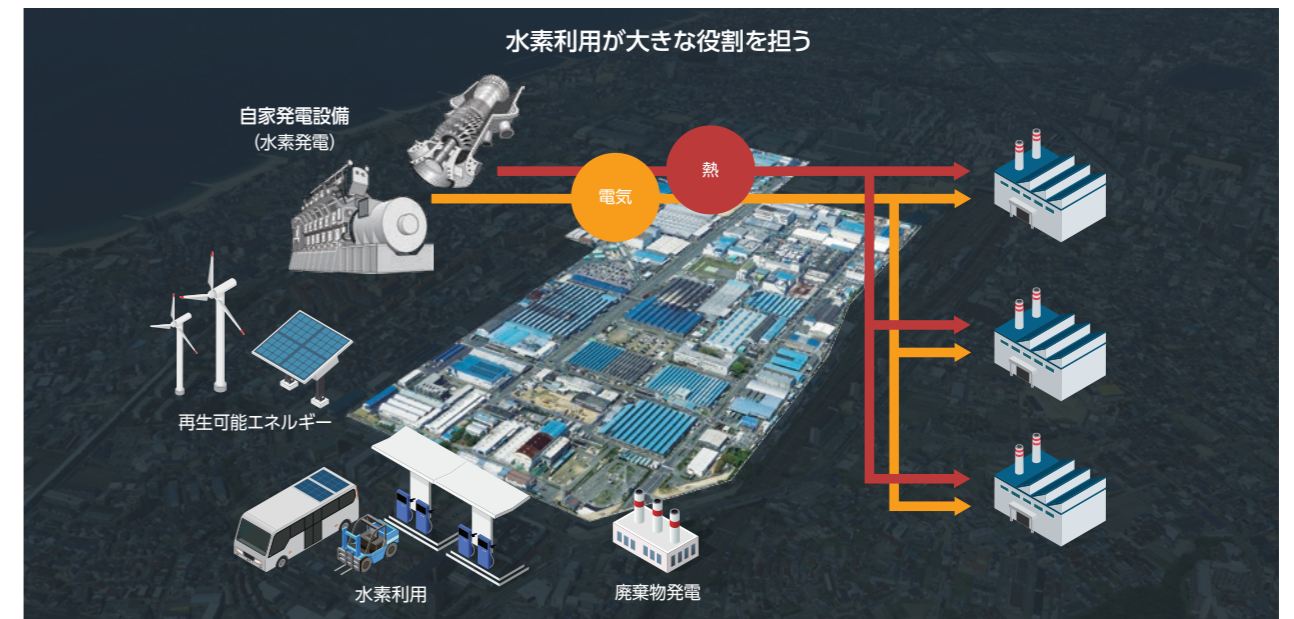 水素利用が大きな役割を担う
自家発電設備
(水素発電)
熱
電気
再生可能エネルギー
水素利用
廃棄物発電